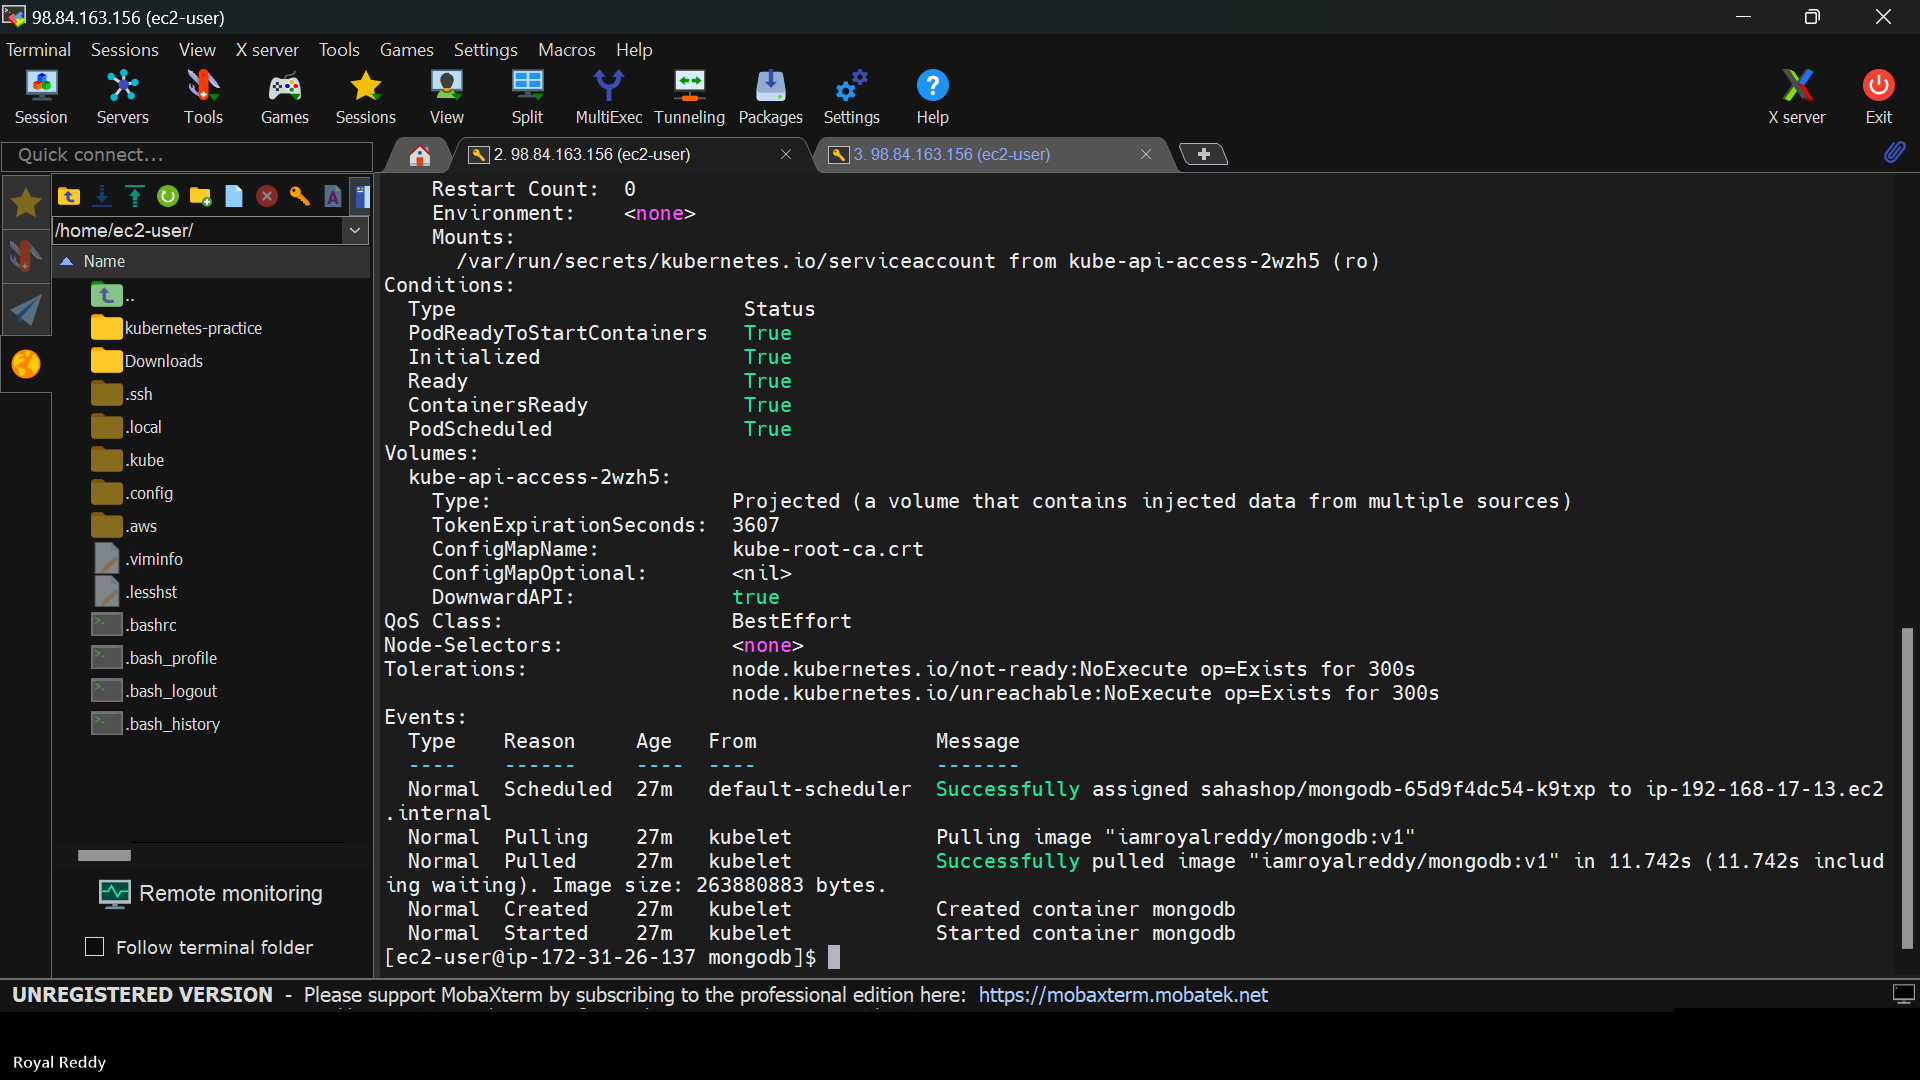 98.84.163.156 (ec2-user)
Terminal Sessions View X server Tools Games Settings Macros Help
Session Servers Tools Games Sessions View Split MultiExec Tunneling Packages Settings Help X server Exit
Quick connect...
2. 98.84.163.156 (ec2-user)
3. 98.84.163.156 (ec2-user)
/home/ec2-user/
Name
..
kubernetes-practice
Downloads
.ssh
.local
.kube
.config
.aws
.viminfo
.lesshst
.bashrc
.bash_profile
.bash_logout
.bash_history
Remote monitoring
Follow terminal folder
Restart Count: 0
Environment: <none>
Mounts:
/var/run/secrets/kubernetes.io/serviceaccount from kube-api-access-2wzh5 (ro)
Conditions:
Type Status
PodReadyToStartContainers True
Initialized True
Ready True
ContainersReady True
PodScheduled True
Volumes:
kube-api-access-2wzh5:
Type: Projected (a volume that contains injected data from multiple sources)
TokenExpirationSeconds: 3607
ConfigMapName: kube-root-ca.crt
ConfigMapOptional: <nil>
DownwardAPI: true
QoS Class: BestEffort
Node-Selectors: <none>
Tolerations: node.kubernetes.io/not-ready:NoExecute op=Exists for 300s
node.kubernetes.io/unreachable:NoExecute op=Exists for 300s
Events:
Type Reason Age From Message
---- ------ ---- ---- -------
Normal Scheduled 27m default-scheduler Successfully assigned sahashop/mongodb-65d9f4dc54-k9txp to ip-192-168-17-13.ec2
.internal
Normal Pulling 27m kubelet Pulling image "iamroyalreddy/mongodb:v1"
Normal Pulled 27m kubelet Successfully pulled image "iamroyalreddy/mongodb:v1" in 11.742s (11.742s includ
ing waiting). Image size: 263880883 bytes.
Normal Created 27m kubelet Created container mongodb
Normal Started 27m kubelet Started container mongodb
[ec2-user@ip-172-31-26-137 mongodb]$
UNREGISTERED VERSION - Please support MobaXterm by subscribing to the professional edition here: https://mobaxterm.mobatek.net
Royal Reddy